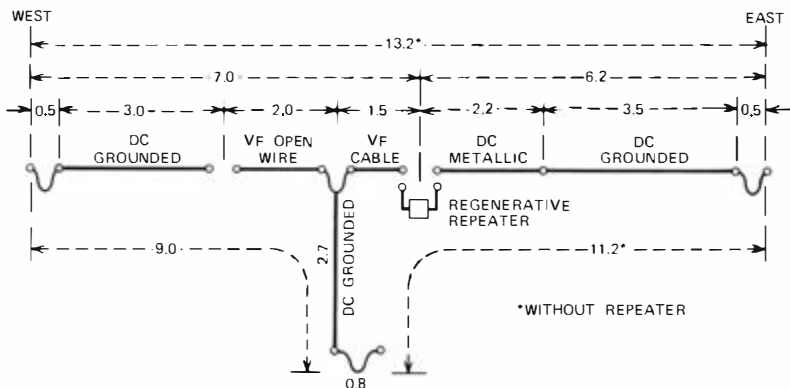 WEST EAST
13.2*
7.0 6.2
0.5 3.0 2.0 1.5 2.2 3.5 0.5
DC GROUNDED
VF OPEN WIRE
VF CABLE
DC METALLIC
DC GROUNDED
REGENERATIVE REPEATER
DC GROUNDED
2.7
9.0 11.2*
*WITHOUT REPEATER
0.8